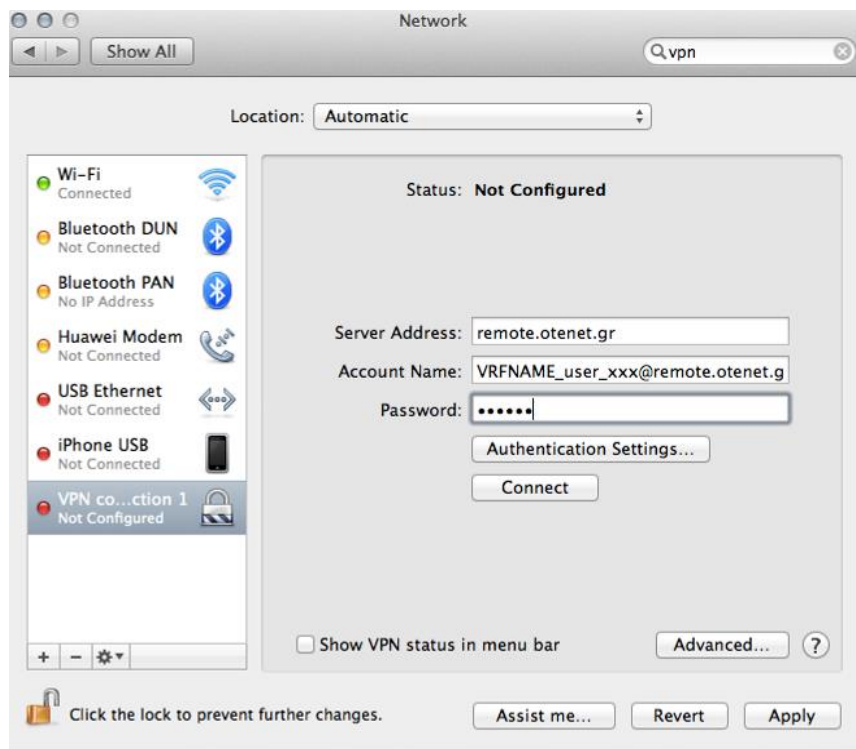 Network
Show All
vpn
Location: Automatic
Wi-Fi
Connected
Bluetooth DUN
Not Connected
Bluetooth PAN
No IP Address
Huawei Modem
Not Connected
USB Ethernet
Not Connected
iPhone USB
Not Connected
VPN co...ction 1
Not Configured
Status: Not Configured
Server Address: remote.otenet.gr
Account Name: VRFNAME_user_xxx@remote.otenet.g
Password: ••••••
Authentication Settings...
Connect
Show VPN status in menu bar
Advanced... ?
+ −
Click the lock to prevent further changes.
Assist me... Revert Apply